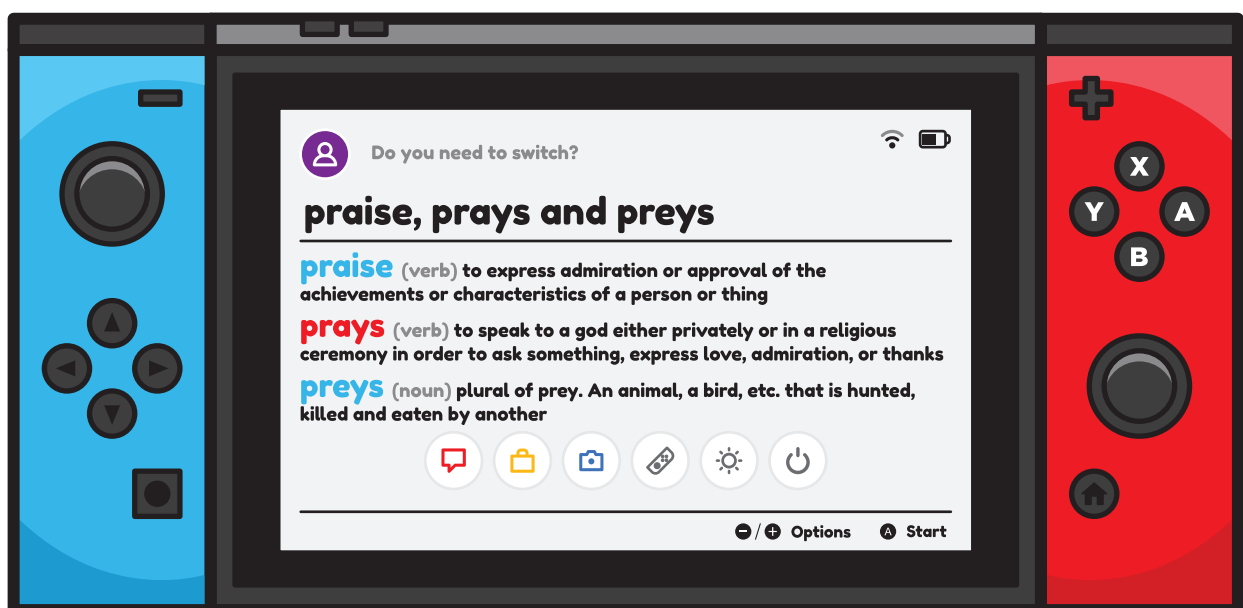 Do you need to switch?
praise, prays and preys
praise (verb) to express admiration or approval of the
achievements or characteristics of a person or thing
prays (verb) to speak to a god either privately or in a religious
ceremony in order to ask something, express love, admiration, or thanks
preys (noun) plural of prey. An animal, a bird, etc. that is hunted,
killed and eaten by another
-/+ Options A Start
X
Y A
B